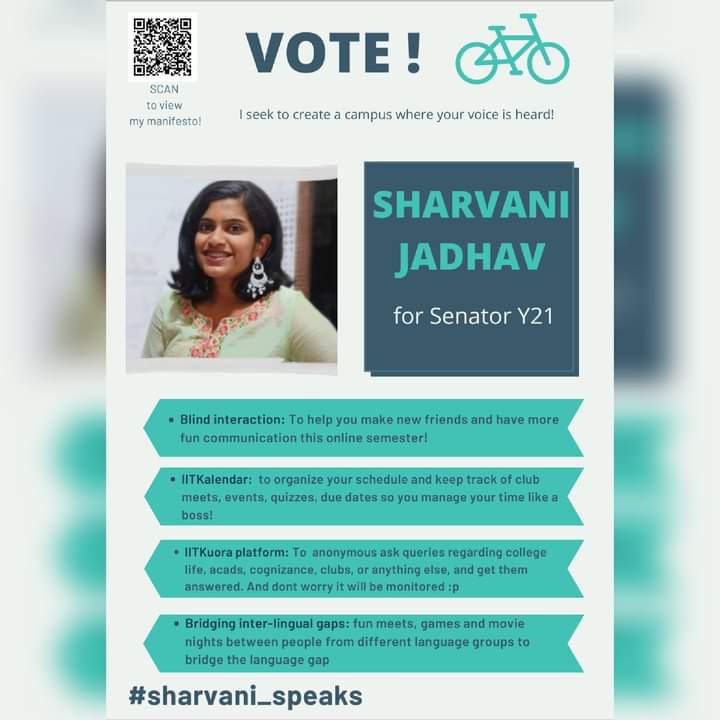 VOTE !
SCAN
to view
my manifesto!
I seek to create a campus where your voice is heard!
SHARVANI
JADHAV
for Senator Y21
• Blind interaction: To help you make new friends and have more
fun communication this online semester!
• IITKalendar: to organize your schedule and keep track of club
meets, events, quizzes, due dates so you manage your time like a
boss!
• IITKuora platform: To anonymous ask queries regarding college
life, acads, cognizance, clubs, or anything else, and get them
answered. And dont worry it will be monitored :p
• Bridging inter-lingual gaps: fun meets, games and movie
nights between people from different language groups to
bridge the language gap
#sharvani_speaks